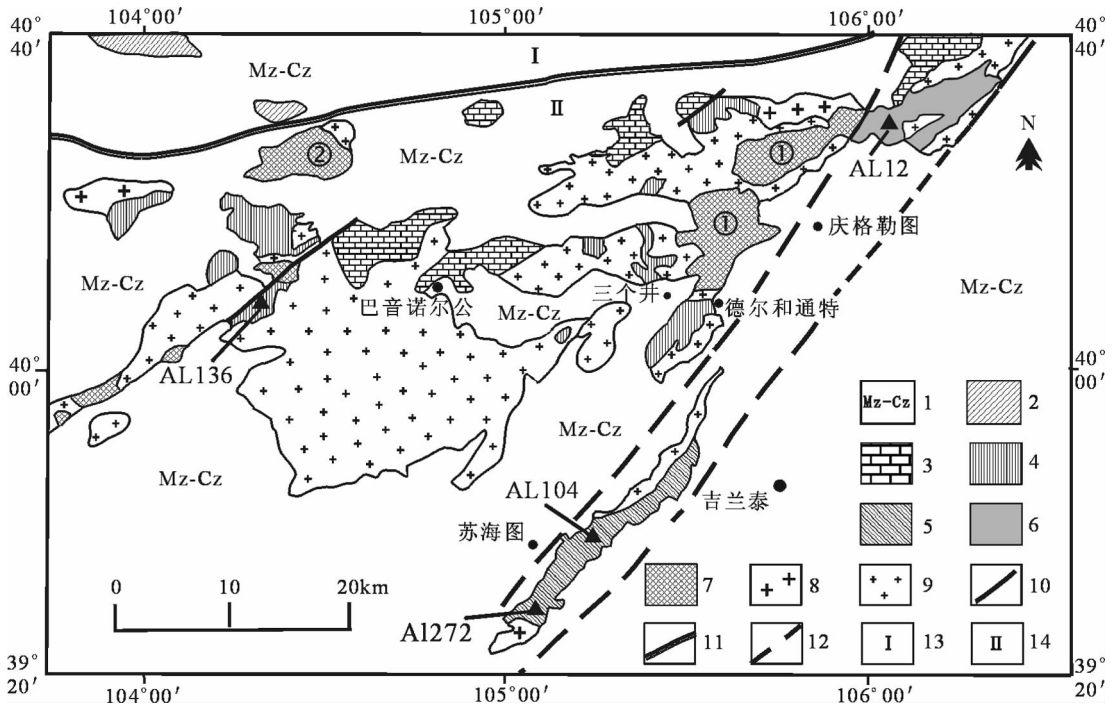 104°00′ 105°00′ 106°00′
40° 40′
40° 40′
I
Mz-Cz
II
Mz-Cz
N
②
①
AL12
①
庆格勒图
Mz-Cz
三个井
Mz-Cz
巴音诺尔公
Mz-Cz
德尔和通特
40° 00′
AL136
40° 00′
Mz-Cz 1
2
Mz-Cz
Mz-Cz
3
4
AL104
吉兰泰
苏海图
5
6
0 10 20km
7
8
9
10
Al272
11
12
I 13
II 14
39° 20′
39° 20′
104°00′ 105°00′ 106°00′